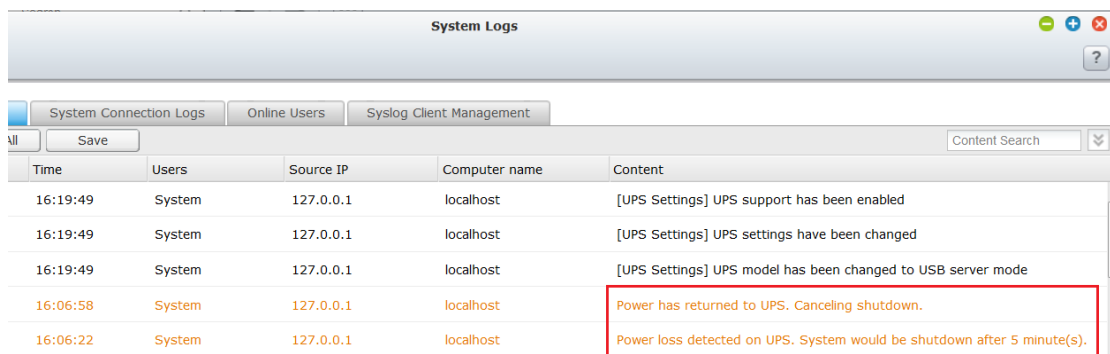 System Logs
?
System Connection Logs Online Users Syslog Client Management
All Save Content Search
Time Users Source IP Computer name Content
16:19:49 System 127.0.0.1 localhost [UPS Settings] UPS support has been enabled
16:19:49 System 127.0.0.1 localhost [UPS Settings] UPS settings have been changed
16:19:49 System 127.0.0.1 localhost [UPS Settings] UPS model has been changed to USB server mode
16:06:58 System 127.0.0.1 localhost Power has returned to UPS. Canceling shutdown.
16:06:22 System 127.0.0.1 localhost Power loss detected on UPS. System would be shutdown after 5 minute(s).